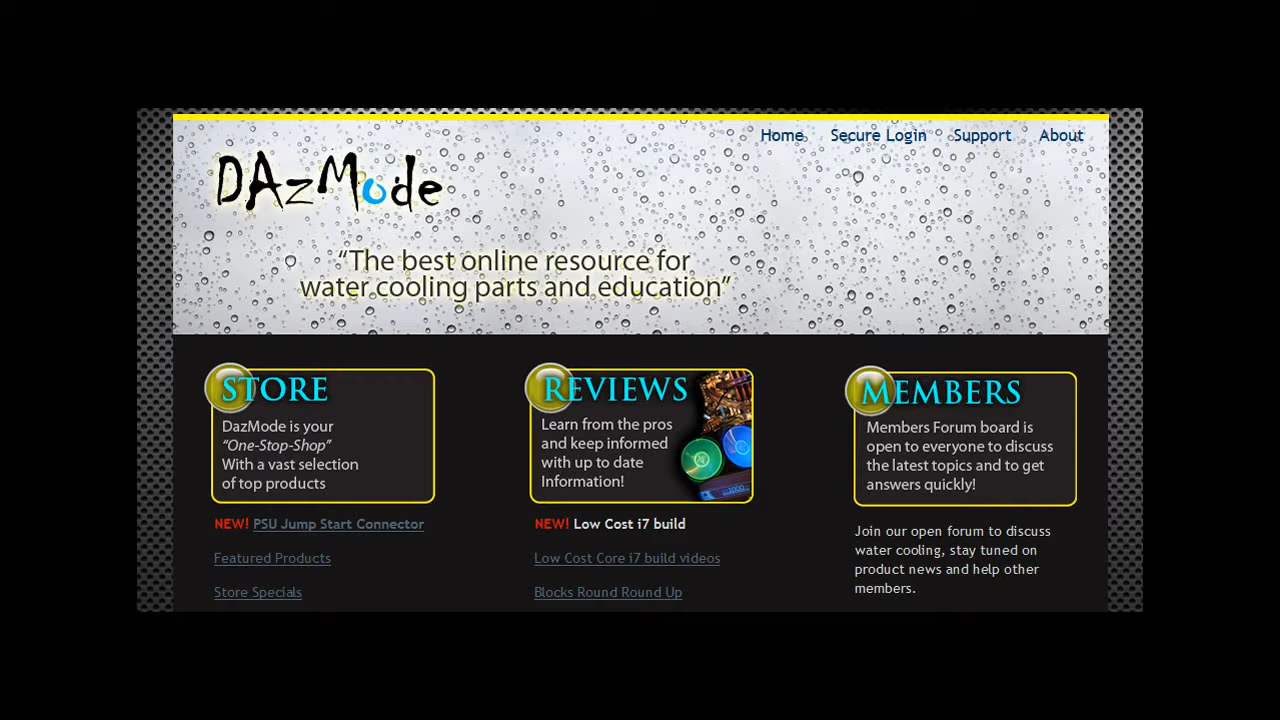 Home Secure Login Support About
DAzMode
“The best online resource for
water cooling parts and education”
STORE
DazMode is your
“One-Stop-Shop”
With a vast selection
of top products
NEW! PSU Jump Start Connector
Featured Products
Store Specials
REVIEWS
Learn from the pros
and keep informed
with up to date
Information!
NEW! Low Cost i7 build
Low Cost Core i7 build videos
Blocks Round Round Up
MEMBERS
Members Forum board is
open to everyone to discuss
the latest topics and to get
answers quickly!
Join our open forum to discuss
water cooling, stay tuned on
product news and help other
members.